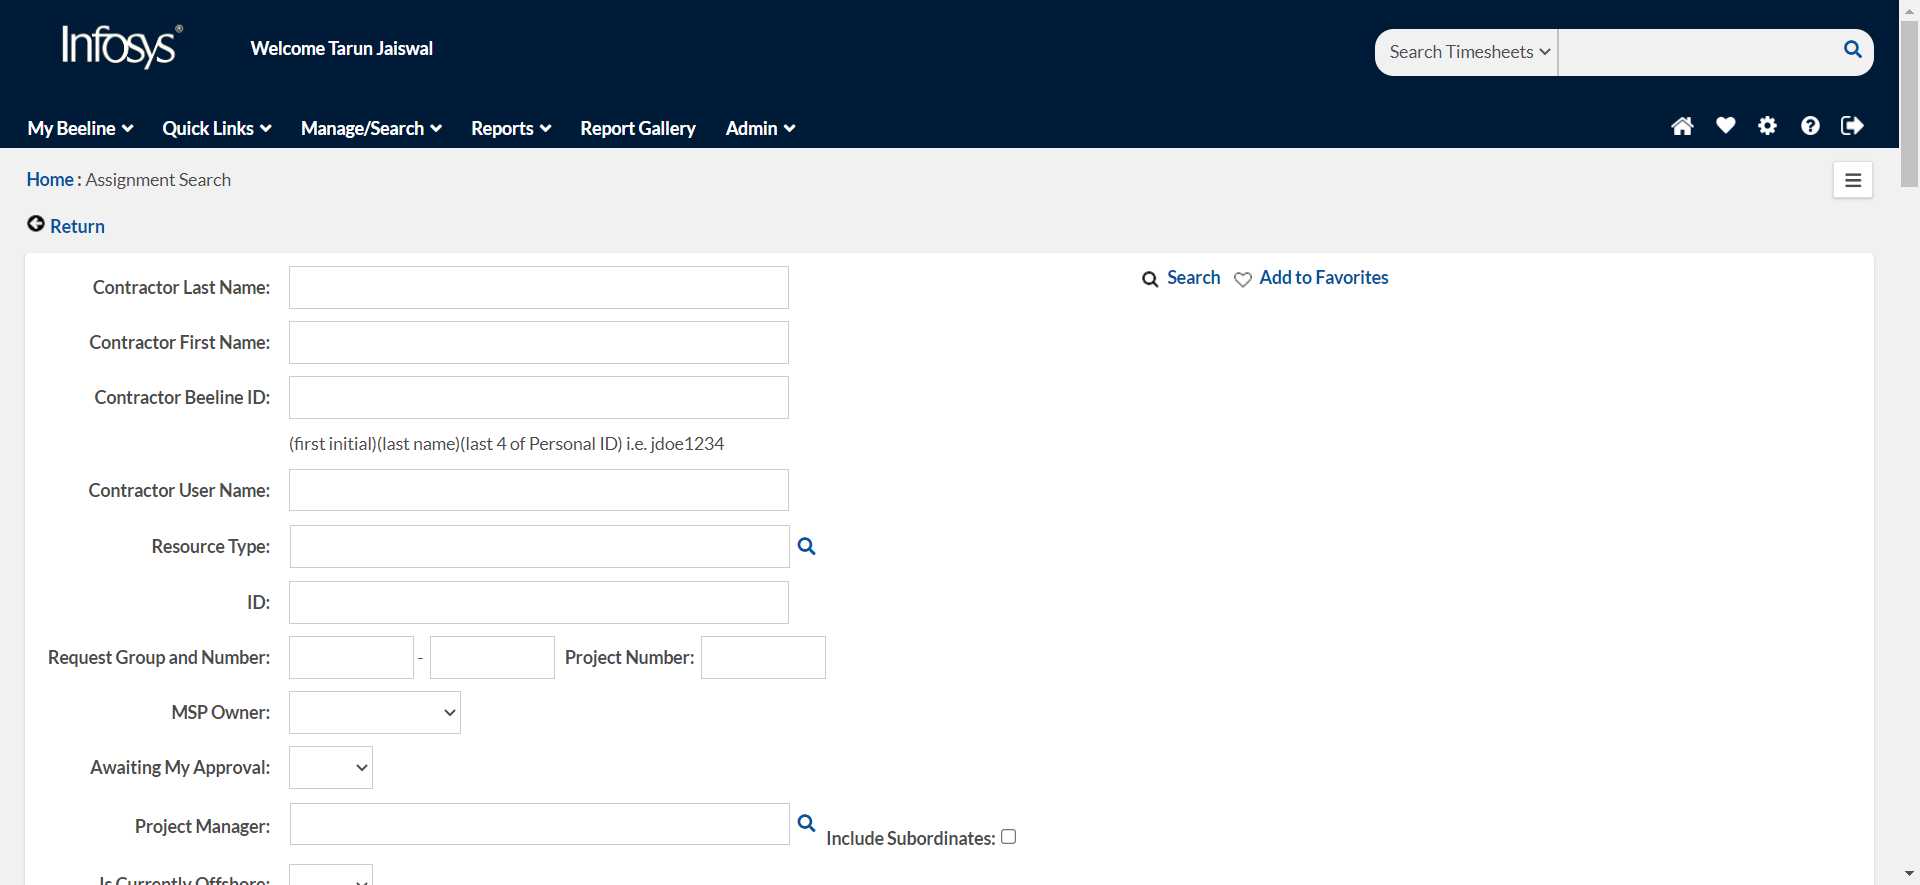 Infosys®
Welcome Tarun Jaiswal
Search Timesheets
My Beeline
Quick Links
Manage/Search
Reports
Report Gallery
Admin
Home : Assignment Search
Return
Contractor Last Name:
Search
Add to Favorites
Contractor First Name:
Contractor Beeline ID:
(first initial)(last name)(last 4 of Personal ID) i.e. jdoe1234
Contractor User Name:
Resource Type:
ID:
Request Group and Number: - Project Number:
MSP Owner:
Awaiting My Approval:
Project Manager:
Include Subordinates:
Is Currently Offshore: